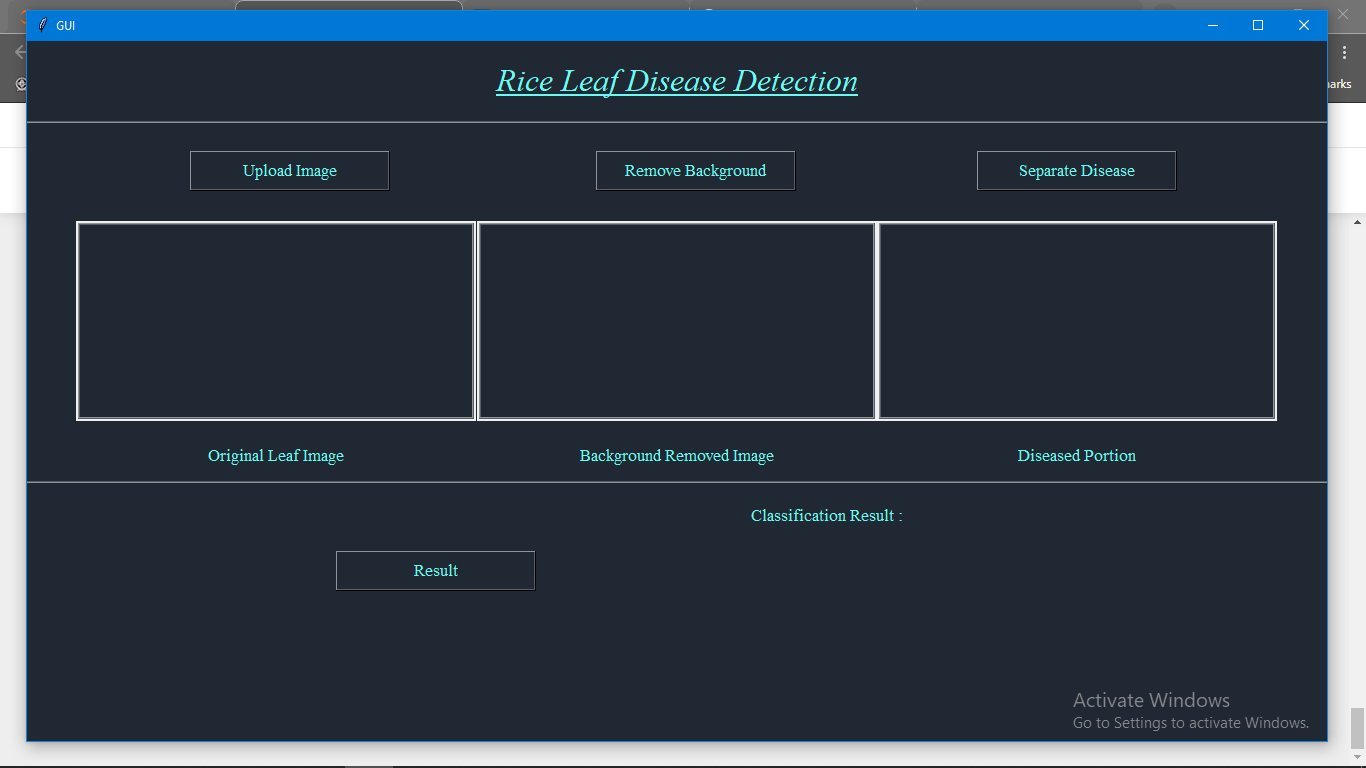 GUI
Rice Leaf Disease Detection
arks
Upload Image
Remove Background
Separate Disease
Original Leaf Image
Background Removed Image
Diseased Portion
Classification Result :
Result
Activate Windows
Go to Settings to activate Windows.